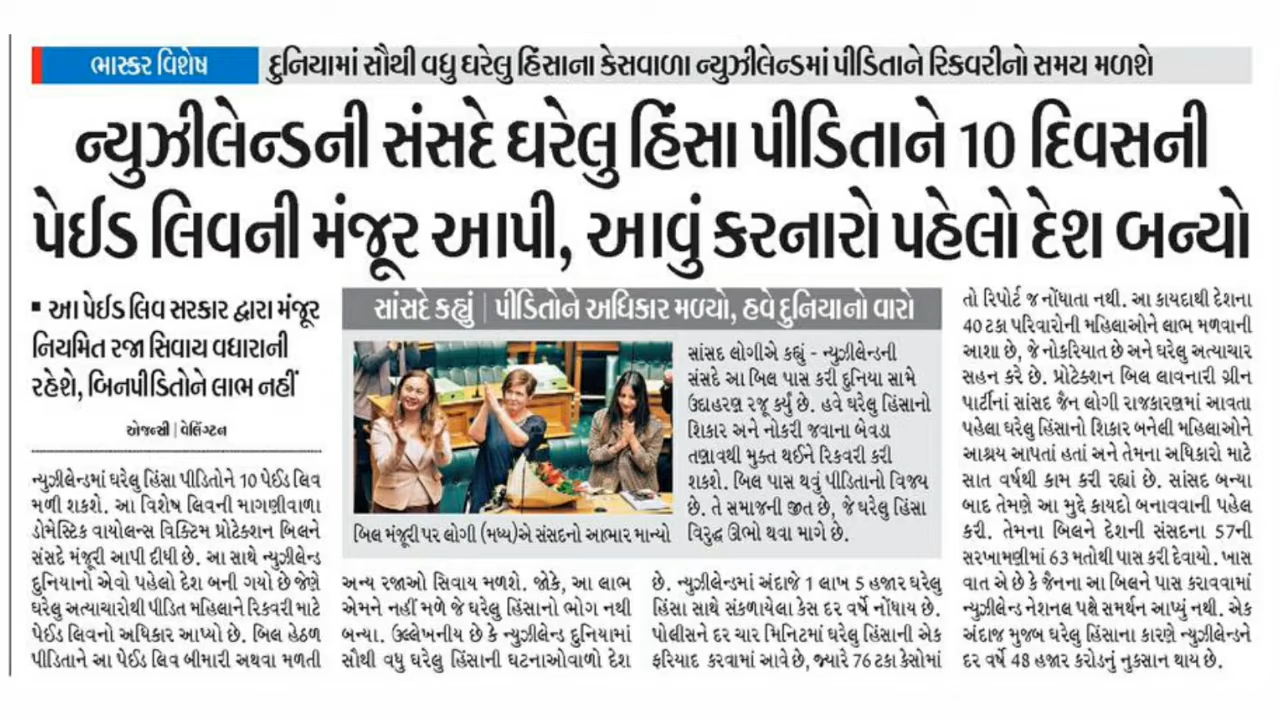 ભાસ્કર વિશેષ
દુનિયામાં સૌથી વધુ ઘરેલુ હિંસાના કેસવાળા ન્યુઝીલેન્ડમાં પીડિતાને રિકવરીનો સમય મળશે
ન્યુઝીલેન્ડની સંસદે ઘરેલુ હિંસા પીડિતાને 10 દિવસની
પેઈડ લિવની મંજૂર આપી, આવું કરનારો પહેલો દેશ બન્યો
▪ આ પેઈડ લિવ સરકાર દ્વારા મંજૂર
નિયમિત રજા સિવાય વધારાની
રહેશે, બિનપીડિતોને લાભ નહીં
એજન્સી | વેલિંગ્ટન
ન્યુઝીલેન્ડમાં ઘરેલુ હિંસા પીડિતોને 10 પેઈડ લિવ
મળી શકશે. આ વિશેષ લિવની માગણીવાળા
ડોમેસ્ટિક વાયોલન્સ વિક્ટિમ પ્રોટેક્શન બિલને
સંસદે મંજૂરી આપી દીધી છે. આ સાથે ન્યુઝીલેન્ડ
દુનિયાનો એવો પહેલો દેશ બની ગયો છે જેણે
ઘરેલુ અત્યાચારોથી પીડિત મહિલાને રિકવરી માટે
પેઈડ લિવનો અધિકાર આપ્યો છે. બિલ હેઠળ
પીડિતાને આ પેઈડ લિવ બીમારી અથવા મળતી
સાંસદે કહ્યું | પીડિતોને અધિકાર મળ્યો, હવે દુનિયાનો વારો
બિલ મંજૂરી પર લોગી (મધ્ય)એ સંસદનો આભાર માન્યો
સાંસદ લોગીએ કહ્યું - ન્યુઝીલેન્ડની
સંસદે આ બિલ પાસ કરી દુનિયા સામે
ઉદાહરણ રજૂ કર્યું છે. હવે ઘરેલુ હિંસાનો
શિકાર અને નોકરી જવાના બેવડા
તણાવથી મુક્ત થઈને રિકવરી કરી
શકશે. બિલ પાસ થવું પીડિતાનો વિજય
છે. તે સમાજની જીત છે, જે ઘરેલુ હિંસા
વિરુદ્ધ ઊભો થવા માગે છે.
અન્ય રજાઓ સિવાય મળશે. જોકે, આ લાભ
એમને નહીં મળે જે ઘરેલુ હિંસાનો ભોગ નથી
બન્યા. ઉલ્લેખનીય છે કે ન્યુઝીલેન્ડ દુનિયામાં
સૌથી વધુ ઘરેલુ હિંસાની ઘટનાઓવાળો દેશ
છે. ન્યુઝીલેન્ડમાં અંદાજે 1 લાખ 5 હજાર ઘરેલુ
હિંસા સાથે સંકળાયેલા કેસ દર વર્ષે નોંધાય છે.
પોલીસને દર ચાર મિનિટમાં ઘરેલુ હિંસાની એક
ફરિયાદ કરવામાં આવે છે, જ્યારે 76 ટકા કેસોમાં
તો રિપોર્ટ જ નોંધાતા નથી. આ કાયદાથી દેશના
40 ટકા પરિવારોની મહિલાઓને લાભ મળવાની
આશા છે, જે નોકરિયાત છે અને ઘરેલુ અત્યાચાર
સહન કરે છે. પ્રોટેક્શન બિલ લાવનારી ગ્રીન
પાર્ટીનાં સાંસદ જૈન લોગી રાજકારણમાં આવતા
પહેલા ઘરેલુ હિંસાનો શિકાર બનેલી મહિલાઓને
આશ્રય આપતાં હતાં અને તેમના અધિકારો માટે
સાત વર્ષથી કામ કરી રહ્યાં છે. સાંસદ બન્યા
બાદ તેમણે આ મુદ્દે કાયદો બનાવવાની પહેલ
કરી. તેમના બિલને દેશની સંસદના 57ની
સરખામણીમાં 63 મતોથી પાસ કરી દેવાયો. ખાસ
વાત એ છે કે જૈનના આ બિલને પાસ કરાવવામાં
ન્યુઝીલેન્ડ નેશનલ પક્ષે સમર્થન આપ્યું નથી. એક
અંદાજ મુજબ ઘરેલુ હિંસાના કારણે ન્યુઝીલેન્ડને
દર વર્ષે 48 હજાર કરોડનું નુકસાન થાય છે.